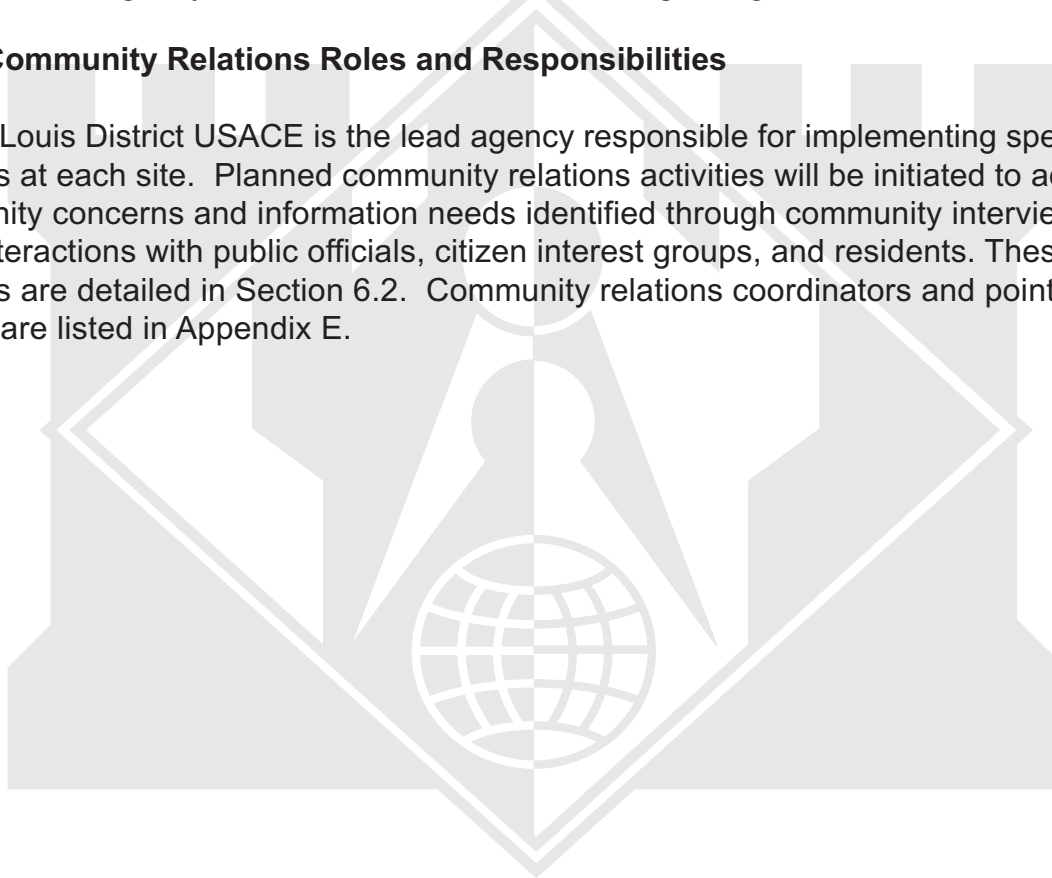 Community Relations Roles and Responsibilities
Louis District USACE is the lead agency responsible for implementing spe
s at each site. Planned community relations activities will be initiated to a
nity concerns and information needs identified through community intervie
teractions with public officials, citizen interest groups, and residents. Thes
s are detailed in Section 6.2. Community relations coordinators and point
are listed in Appendix E.